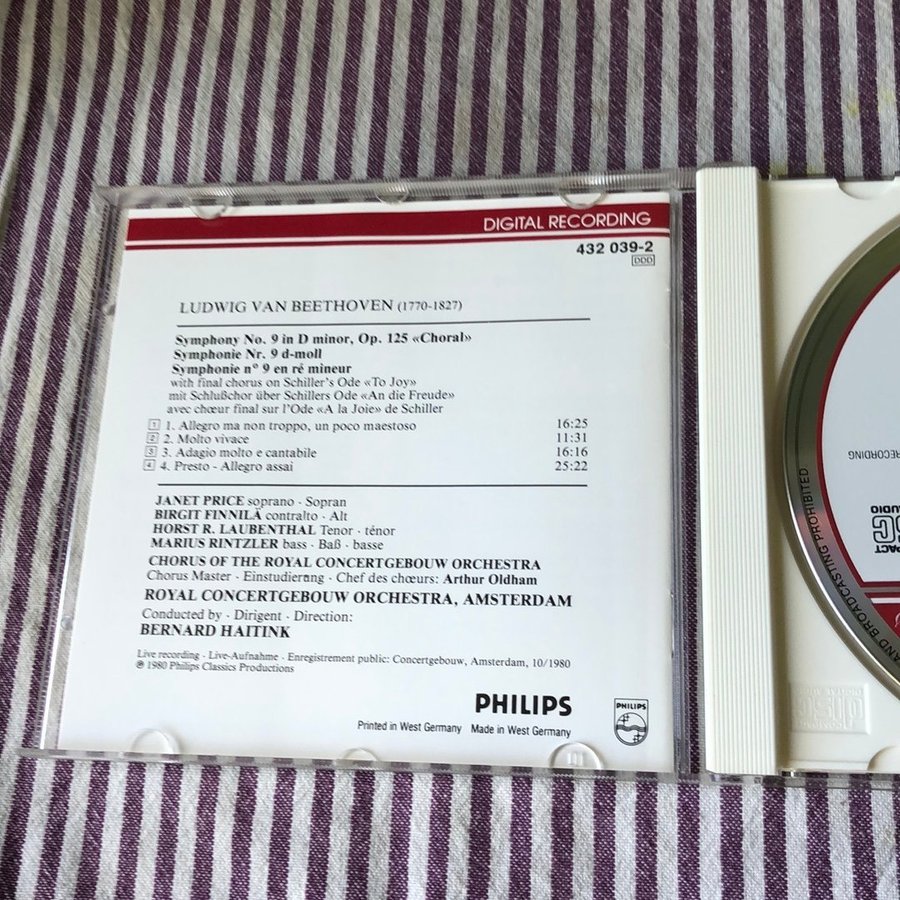 DIGITAL RECORDING
432 039-2
DDD
LUDWIG VAN BEETHOVEN (1770-1827)
Symphony No. 9 in D minor, Op. 125 «Choral»
Symphonie Nr. 9 d-moll
Symphonie n° 9 en ré mineur
with final chorus on Schiller's Ode «To Joy»
mit Schlußchor über Schillers Ode «An die Freude»
avec chœur final sur l'Ode «A la Joie» de Schiller
1 1. Allegro ma non troppo, un poco maestoso 16:25
2 2. Molto vivace 11:31
3 3. Adagio molto e cantabile 16:16
4 4. Presto - Allegro assai 25:22
JANET PRICE soprano · Sopran
BIRGIT FINNILÄ contralto · Alt
HORST R. LAUBENTHAL Tenor · ténor
MARIUS RINTZLER bass · Baß · basse
CHORUS OF THE ROYAL CONCERTGEBOUW ORCHESTRA
Chorus Master · Einstudierung · Chef des chœurs: Arthur Oldham
ROYAL CONCERTGEBOUW ORCHESTRA, AMSTERDAM
Conducted by · Dirigent · Direction:
BERNARD HAITINK
Live recording · Live-Aufnahme · Enregistrement public: Concertgebouw, Amsterdam, 10/1980
℗ 1980 Philips Classics Productions
PHILIPS
PHILIPS
Printed in West Germany Made in West Germany
RECORDING
AND BROADCASTING PROHIBITED
disc